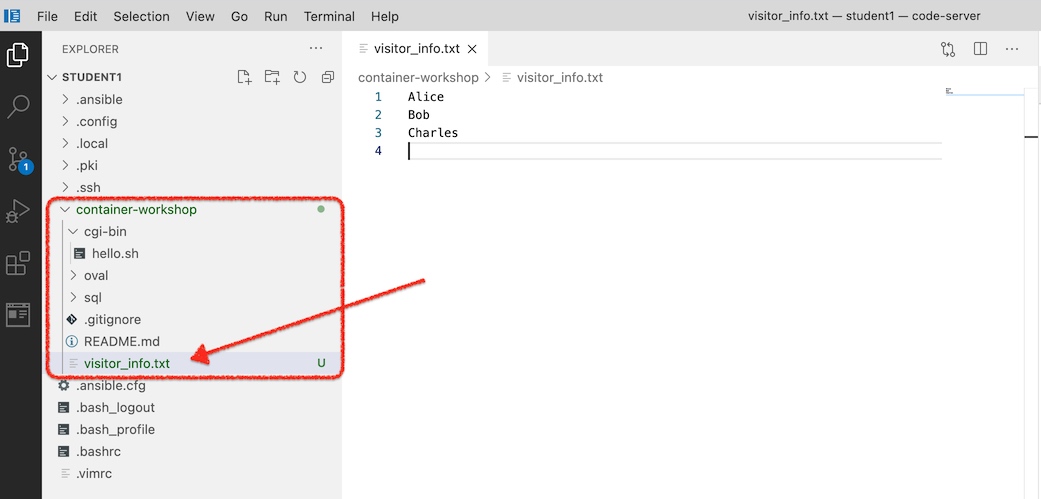 File Edit Selection View Go Run Terminal Help visitor_info.txt — student1 — code-server
EXPLORER
STUDENT1
.ansible
.config
.local
.pki
.ssh
container-workshop
cgi-bin
hello.sh
oval
sql
.gitignore
README.md
visitor_info.txt U
.ansible.cfg
.bash_logout
.bash_profile
.bashrc
.vimrc
1
visitor_info.txt
container-workshop > visitor_info.txt
1 Alice
2 Bob
3 Charles
4